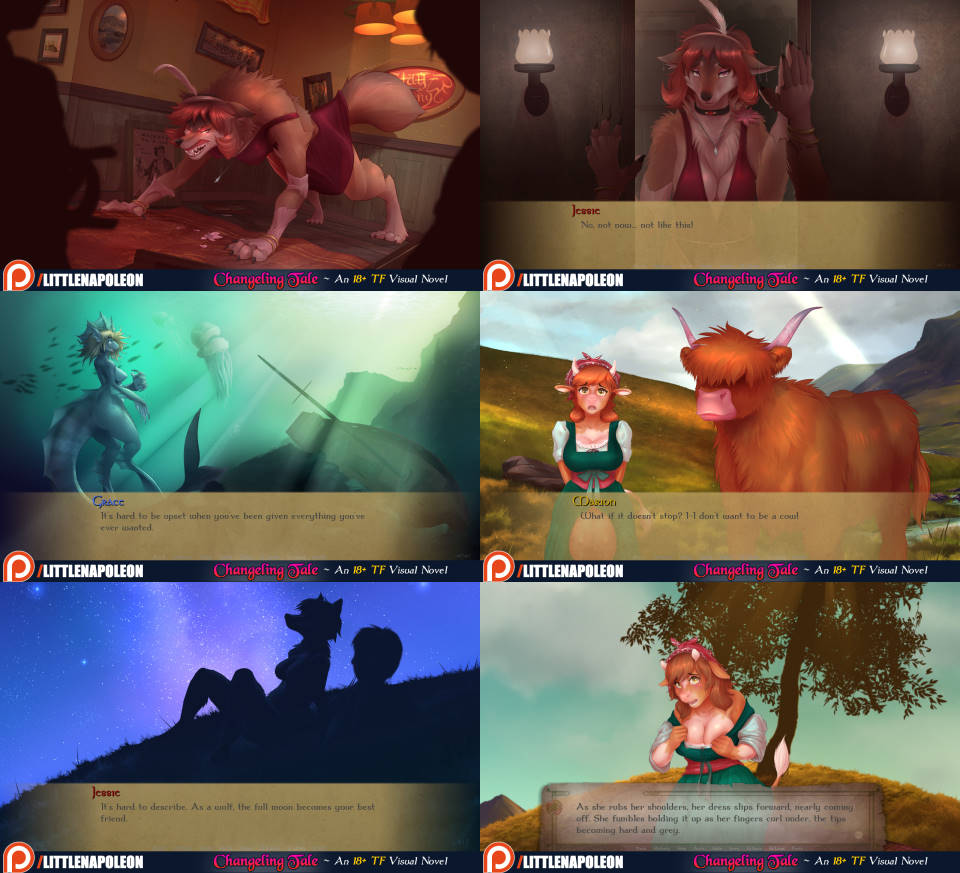 /LITTLENAPOLEON
Changeling Tale ~ An 18+ TF Visual Novel
Jessie
No, not now... not like this!
/LITTLENAPOLEON
Changeling Tale ~ An 18+ TF Visual Novel
Grace
It's hard to be upset when you've been given everything you've
ever wanted.
/LITTLENAPOLEON
Changeling Tale ~ An 18+ TF Visual Novel
Marion
What if it doesn't stop? I-I don't want to be a cow!
/LITTLENAPOLEON
Changeling Tale ~ An 18+ TF Visual Novel
Jessie
It's hard to describe. As a wolf, the full moon becomes your best
friend.
/LITTLENAPOLEON
Changeling Tale ~ An 18+ TF Visual Novel
As she rubs her shoulders, her dress slips forward, nearly coming
off. She fumbles holding it up as her fingers curl under, the tips
becoming hard and grey.
/LITTLENAPOLEON
Changeling Tale ~ An 18+ TF Visual Novel